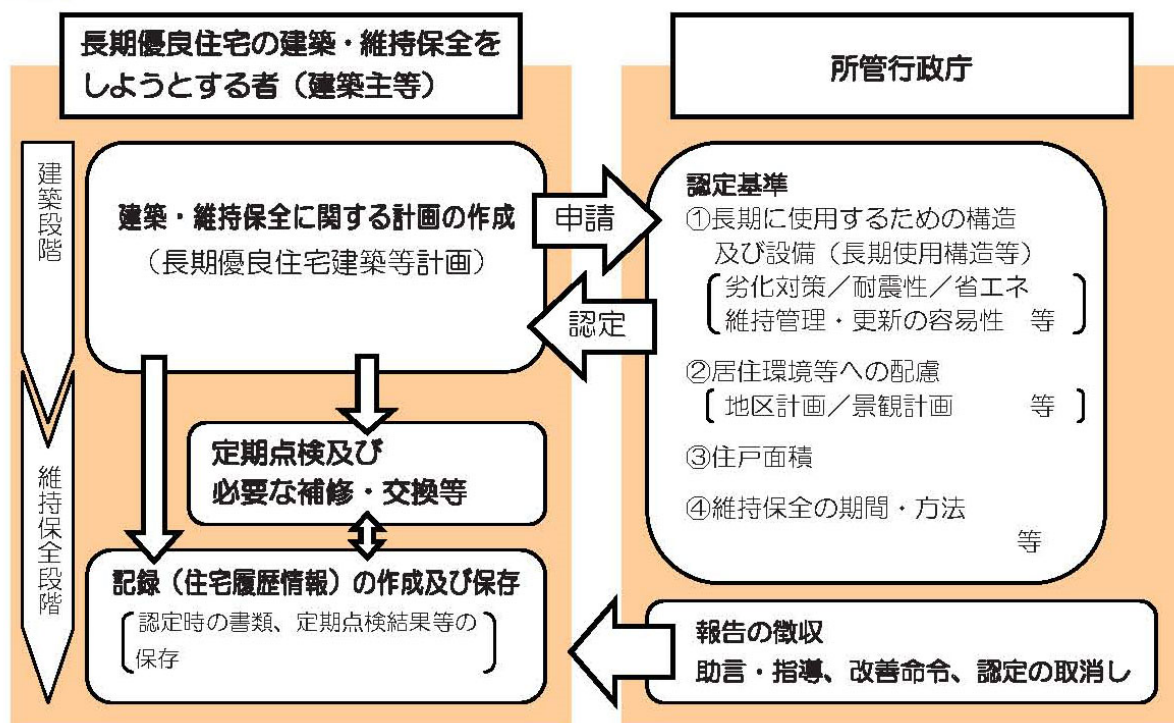 長期優良住宅の建築・維持保全を
しようとする者（建築主等）
建築段階
維持保全段階
建築・維持保全に関する計画の作成
（長期優良住宅建築等計画）
申請
認定
定期点検及び
必要な補修・交換等
記録（住宅履歴情報）の作成及び保存
認定時の書類、定期点検結果等の
保存
所管行政庁
認定基準
①長期に使用するための構造
及び設備（長期使用構造等）
劣化対策／耐震性／省エネ
維持管理・更新の容易性　等
②居住環境等への配慮
地区計画／景観計画　等
③住戸面積
④維持保全の期間・方法
等
報告の徴収
助言・指導、改善命令、認定の取消し